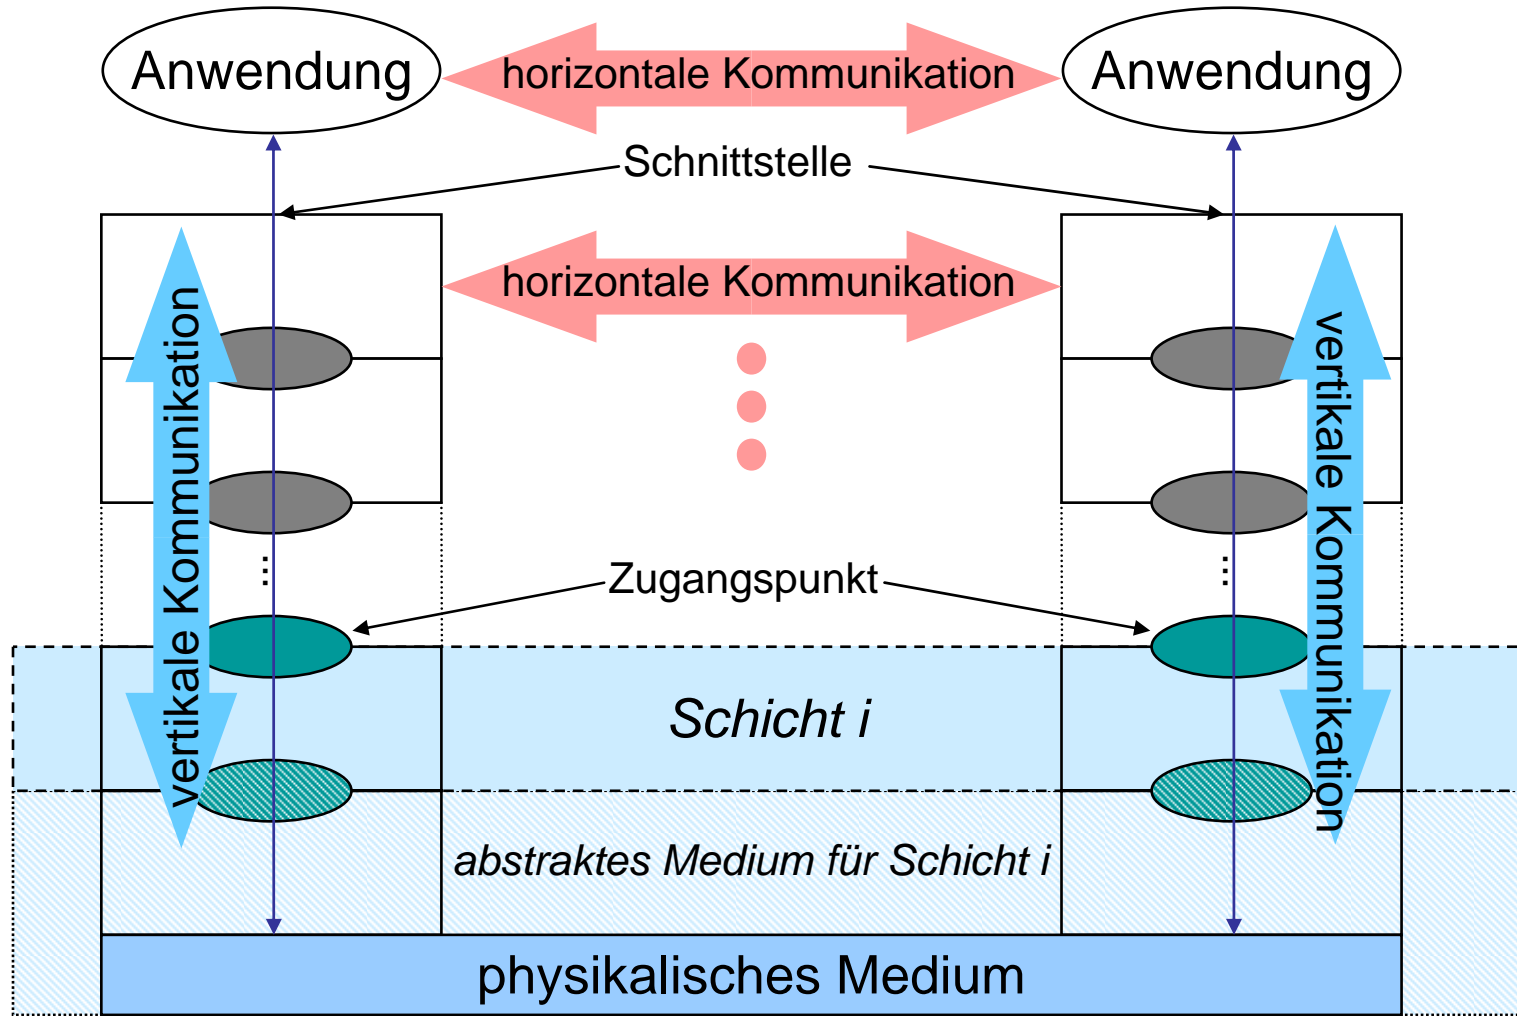 Anwendung
horizontale Kommunikation
Anwendung
Schnittstelle
horizontale Kommunikation
vertikale Kommunikation
vertikale Kommunikation
...
...
Zugangspunkt
Schicht i
abstraktes Medium für Schicht i
physikalisches Medium